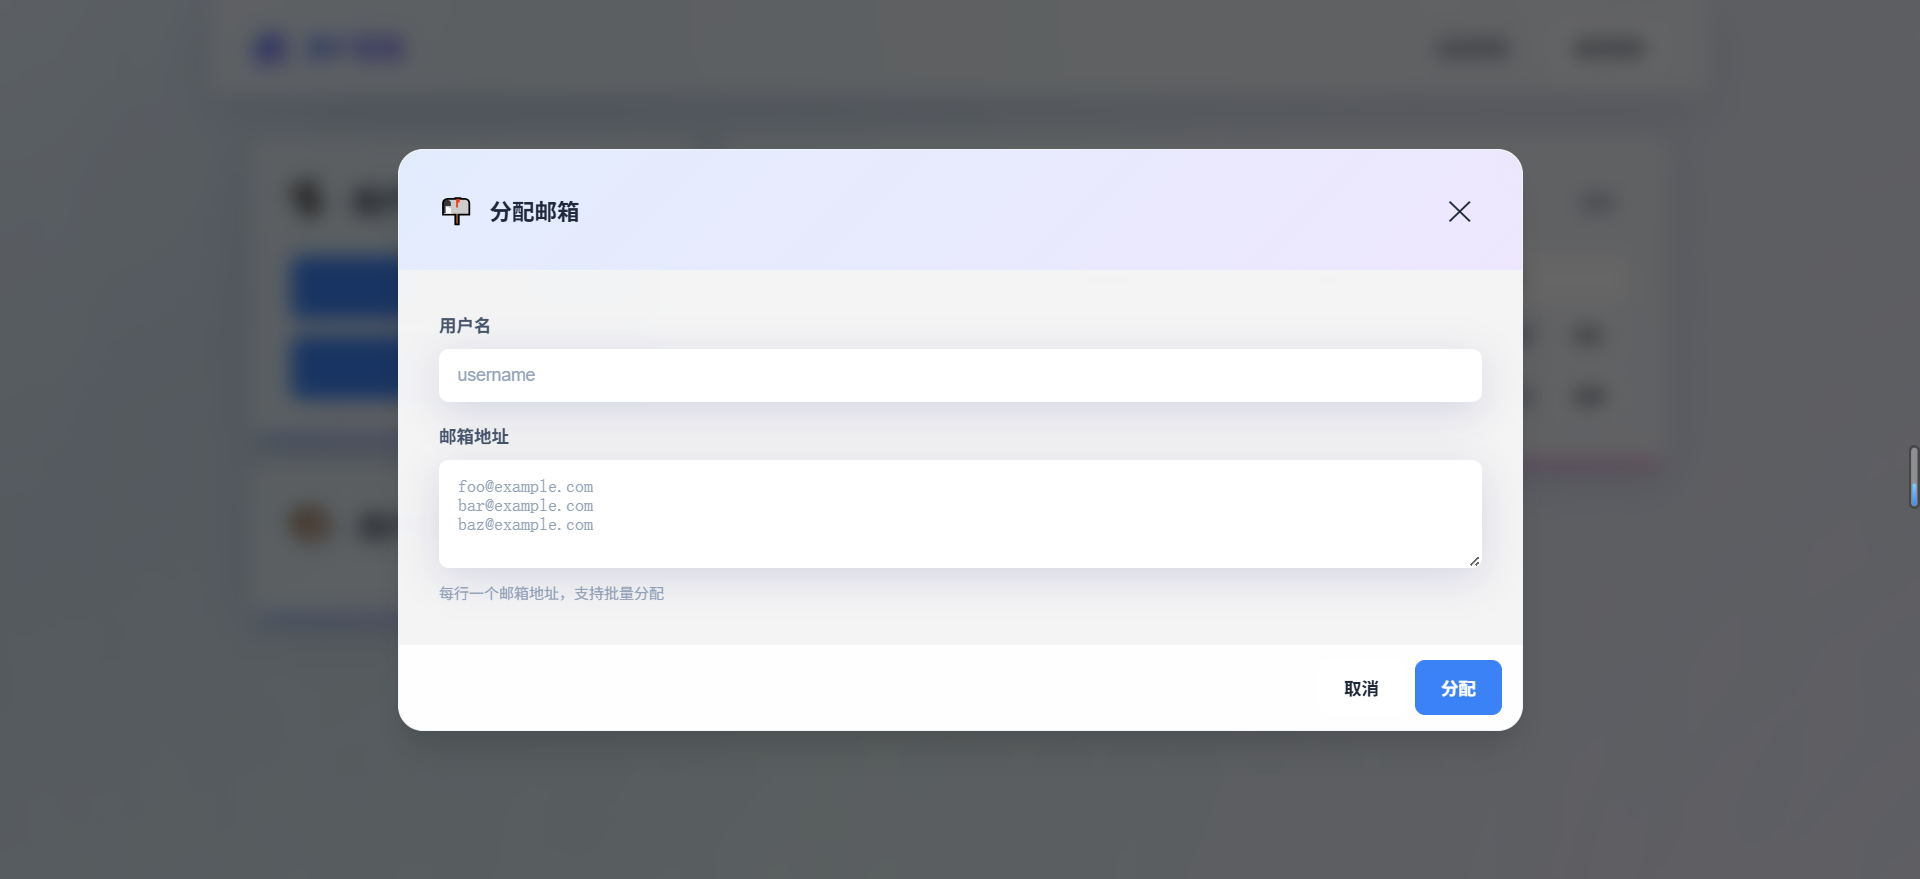 分配邮箱
用户名
username
邮箱地址
foo@example.com
bar@example.com
baz@example.com
每行一个邮箱地址，支持批量分配
取消
分配